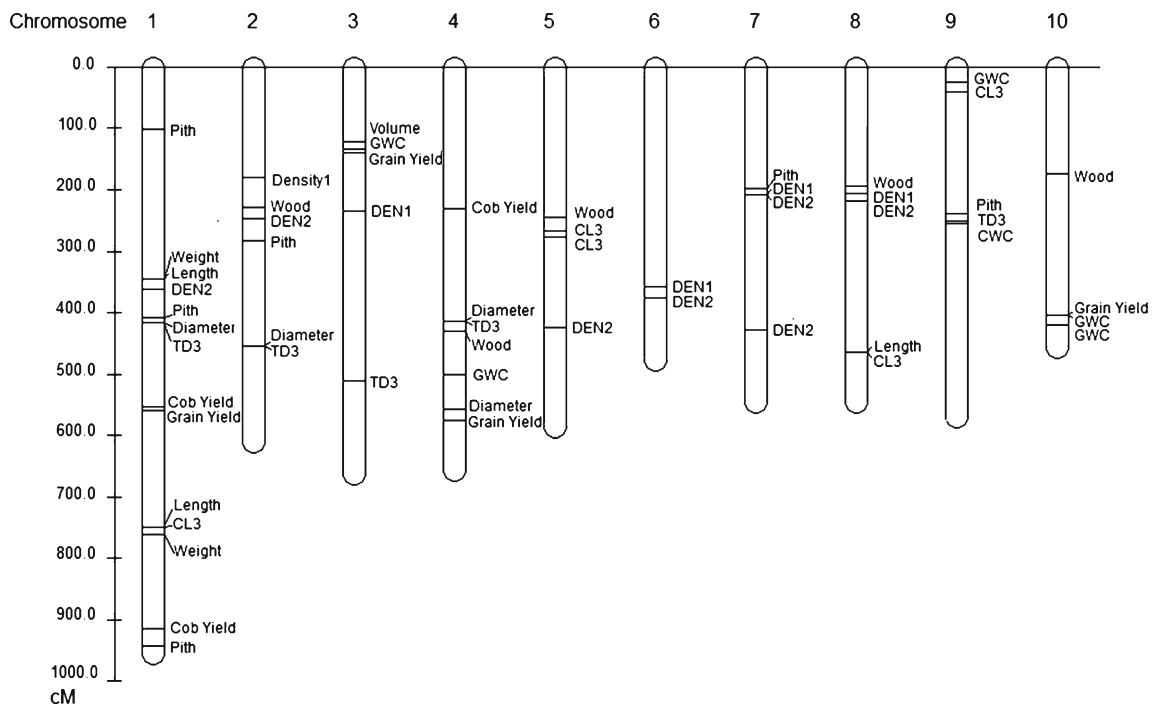 Chromosome 1 2 3 4 5 6 7 8 9 10
0.0
100.0
200.0
300.0
400.0
500.0
600.0
700.0
800.0
900.0
1000.0
cM
Pith
Weight
Length
DEN2
Pith
Diameter
TD3
Cob Yield
Grain Yield
Length
CL3
Weight
Cob Yield
Pith
Density1
Wood
DEN2
Pith
Diameter
TD3
Volume
GWC
Grain Yield
DEN1
TD3
Cob Yield
Diameter
TD3
Wood
GWC
Diameter
Grain Yield
Wood
CL3
CL3
DEN2
DEN1
DEN2
Pith
DEN1
DEN2
DEN2
Wood
DEN1
DEN2
Length
CL3
GWC
CL3
Pith
TD3
CWC
Wood
Grain Yield
GWC
GWC